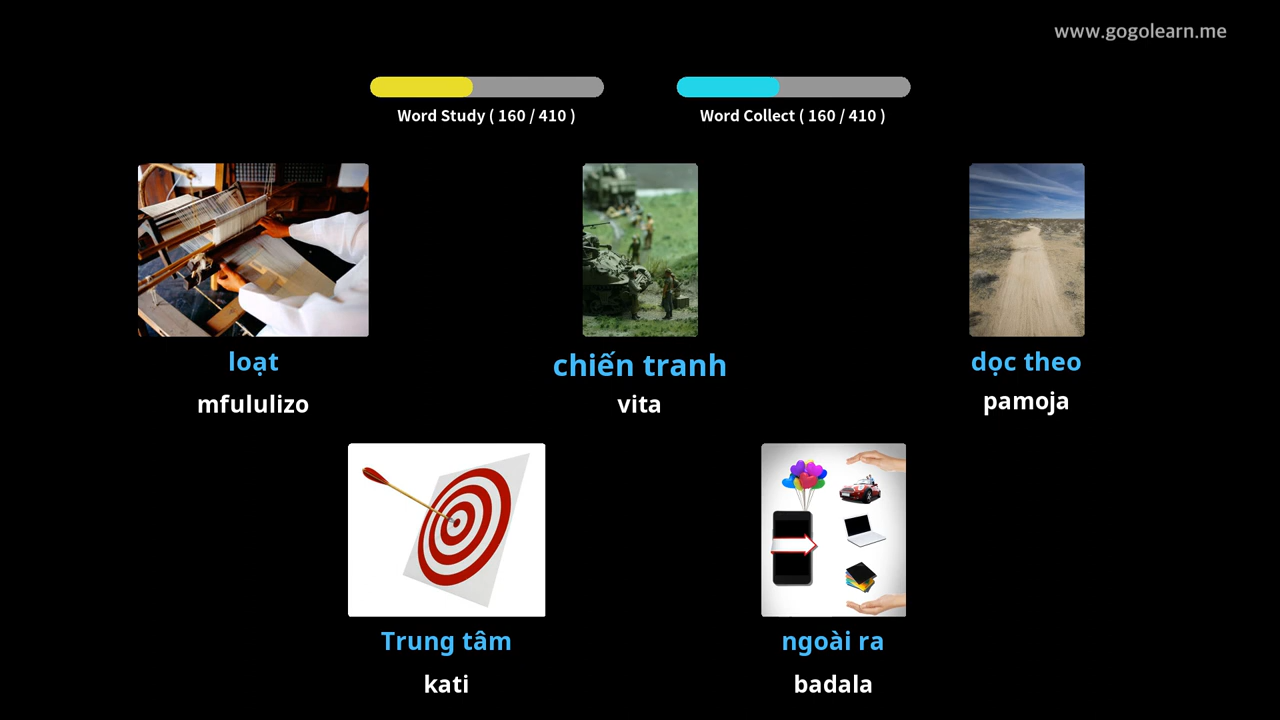 www.gogolearn.me
Word Study ( 160 / 410 )
Word Collect ( 160 / 410 )
loạt
chiến tranh
dọc theo
mfululizo
vita
pamoja
Trung tâm
ngoài ra
kati
badala